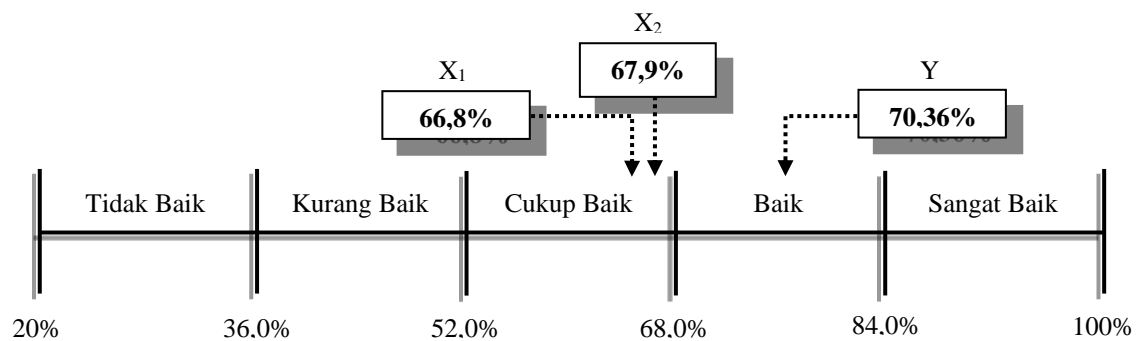 X₂
67,9%
X₁
66,8%
Y
70,36%
Tidak Baik
Kurang Baik
Cukup Baik
Baik
Sangat Baik
20%
36,0%
52,0%
68,0%
84,0%
100%